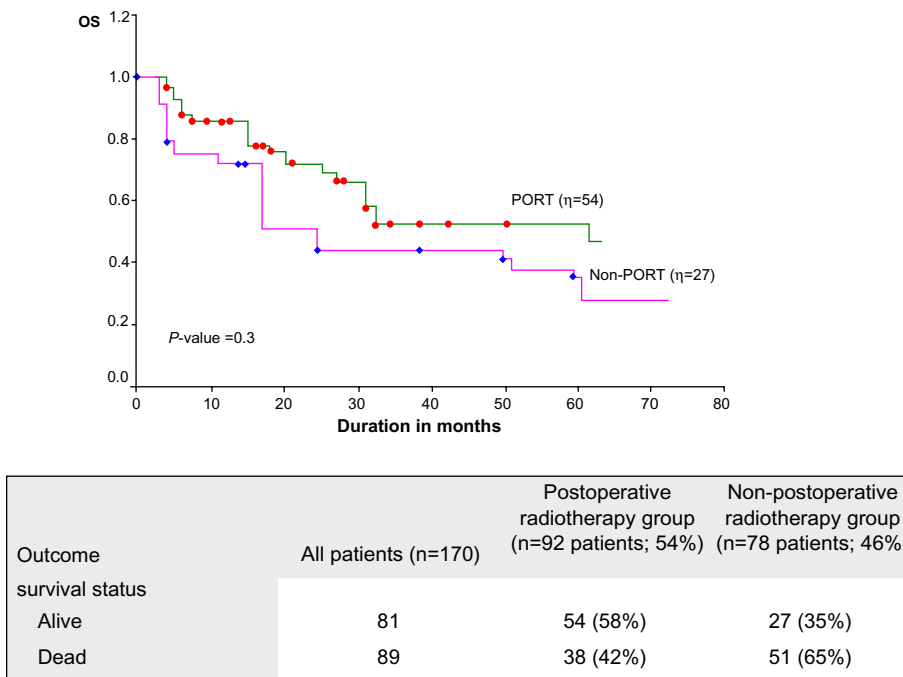 OS
1.2
1.0
0.8
0.6
0.4
0.2
0.0
PORT (η=54)
Non-PORT (η=27)
P-value =0.3
0 10 20 30 40 50 60 70 80
Duration in months
Outcome
All patients (n=170)
Postoperative
radiotherapy group
(n=92 patients; 54%)
Non-postoperative
radiotherapy group
(n=78 patients; 46%
survival status
Alive 81 54 (58%) 27 (35%)
Dead 89 38 (42%) 51 (65%)